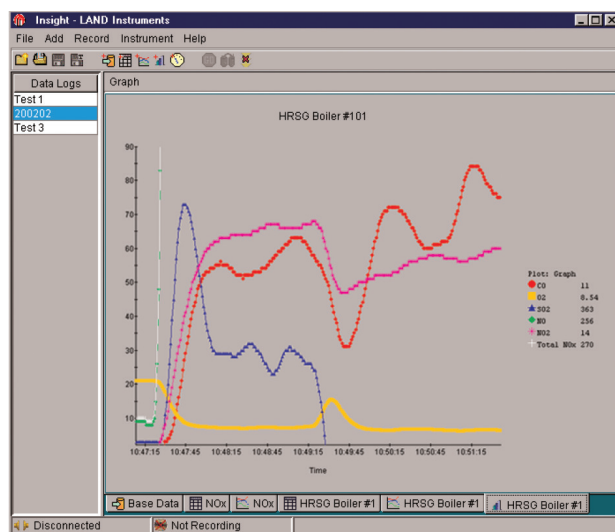 Insight - LAND Instruments
File Add Record Instrument Help
Data Logs
Test 1
200202
Test 3
Graph
HRSG Boiler #101
90
80
70
60
50
40
30
20
10
10:47:15 10:47:45 10:48:15 10:48:45 10:49:15 10:49:45 10:50:15 10:50:50 10:51:15
Time
Plot: Graph
CO 11
O2 8.54
SO2 363
NO 256
NO2 14
Total NOx 270
Base Data NOx NOx HRSG Boiler #1 HRSG Boiler #1 HRSG Boiler #1
Disconnected Not Recording